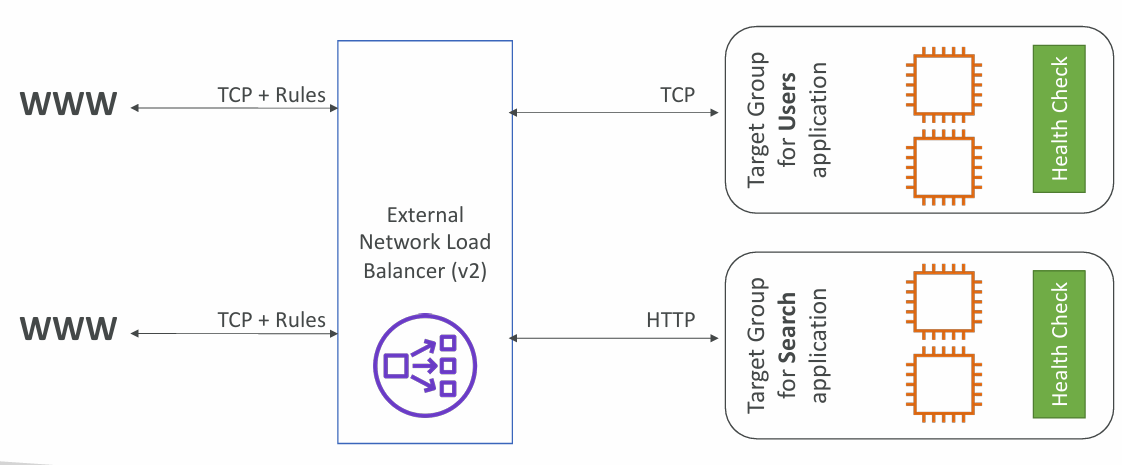 WWW
TCP + Rules
TCP
Target Group
for Users
application
Health Check
External
Network Load
Balancer (v2)
WWW
TCP + Rules
HTTP
Target Group
for Search
application
Health Check